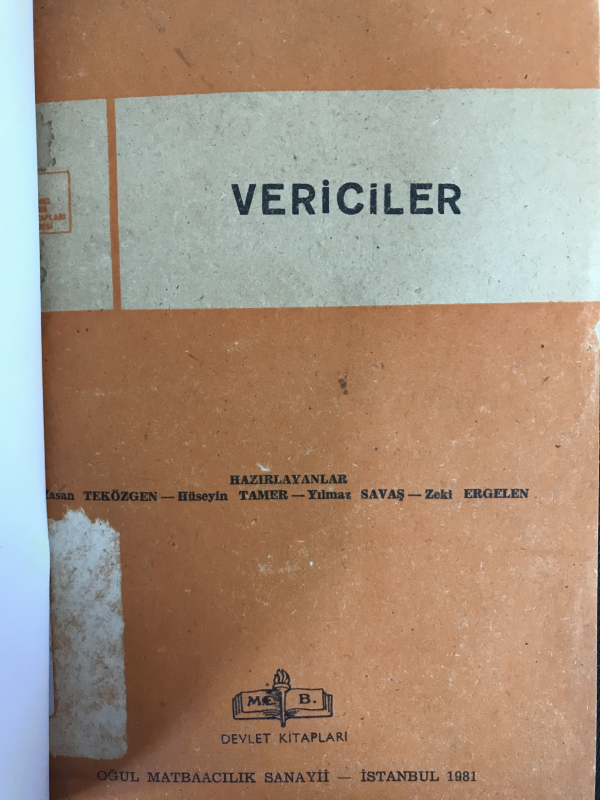 VERİCİLER
HAZIRLAYANLAR
TEKÖZGEN — Hüseyin TAMER — Yılmaz SAVAŞ — Zeki ERGELEN
M.E. B.
DEVLET KİTAPLARI
OĞUL MATBAACILIK SANAYİİ — İSTANBUL 1981